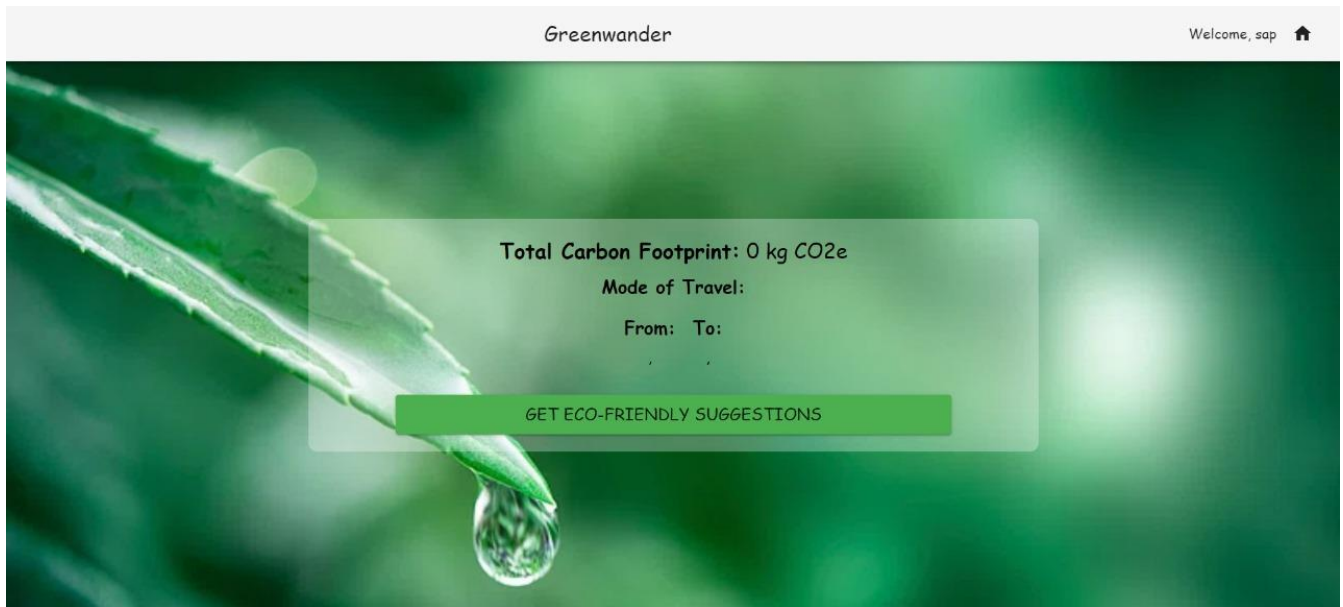 Greenwander
Welcome, sap
Total Carbon Footprint: 0 kg CO2e
Mode of Travel:
From: To:
, ,
GET ECO-FRIENDLY SUGGESTIONS